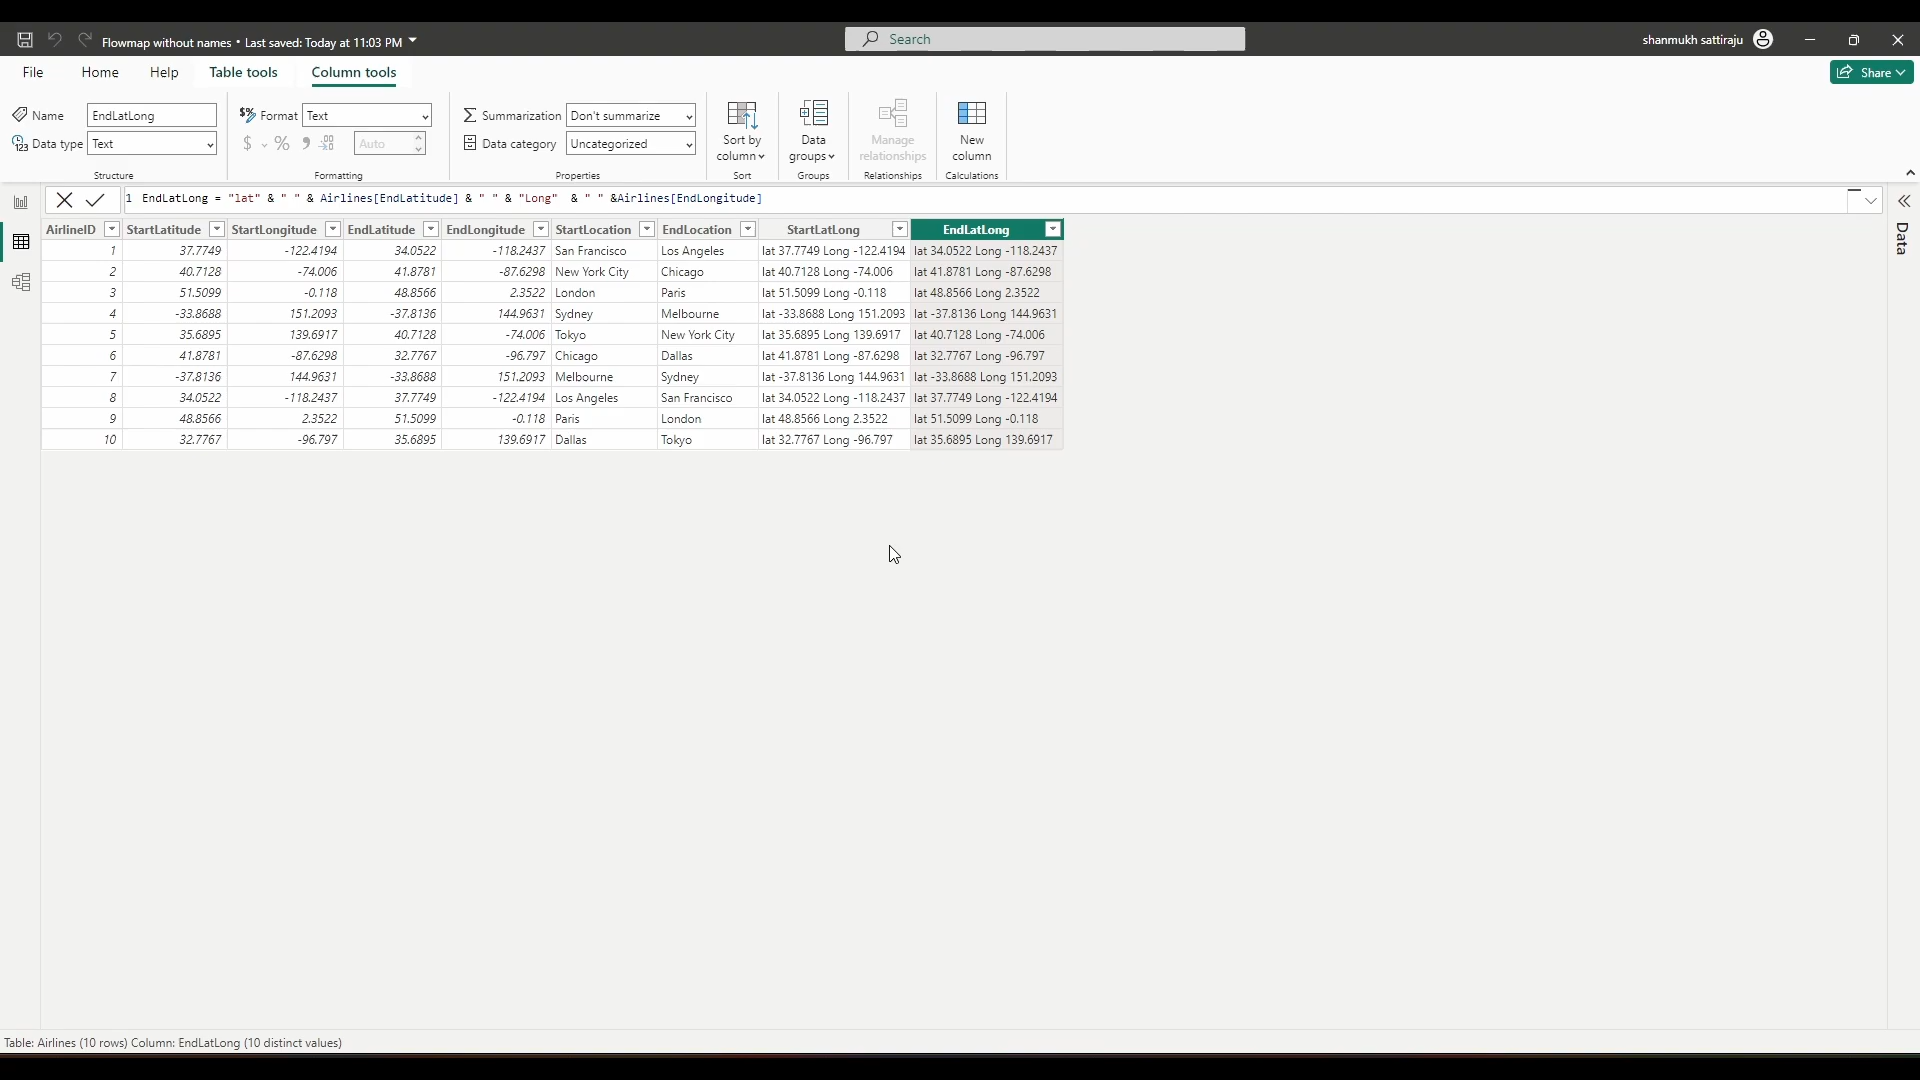 Flowmap without names • Last saved: Today at 11:03 PM
Search
shanmukh sattiraju
File Home Help Table tools Column tools
Share
Name EndLatLong
Data type Text
Structure
$% Format Text
$ % 9 .00 Auto
Formatting
Summarization Don't summarize
Data category Uncategorized
Properties
Sort by
column
Sort
Data
groups
Groups
Manage
relationships
Relationships
New
column
Calculations
1 EndLatLong = "lat" & " " & Airlines[EndLatitude] & " " & "Long" & " " &Airlines[EndLongitude]
AirlineID StartLatitude StartLongitude EndLatitude EndLongitude StartLocation EndLocation StartLatLong EndLatLong
1 37.7749 -122.4194 34.0522 -118.2437 San Francisco Los Angeles lat 37.7749 Long -122.4194 lat 34.0522 Long -118.2437
2 40.7128 -74.006 41.8781 -87.6298 New York City Chicago lat 40.7128 Long -74.006 lat 41.8781 Long -87.6298
3 51.5099 -0.118 48.8566 2.3522 London Paris lat 51.5099 Long -0.118 lat 48.8566 Long 2.3522
4 -33.8688 151.2093 -37.8136 144.9631 Sydney Melbourne lat -33.8688 Long 151.2093 lat -37.8136 Long 144.9631
5 35.6895 139.6917 40.7128 -74.006 Tokyo New York City lat 35.6895 Long 139.6917 lat 40.7128 Long -74.006
6 41.8781 -87.6298 32.7767 -96.797 Chicago Dallas lat 41.8781 Long -87.6298 lat 32.7767 Long -96.797
7 -37.8136 144.9631 -33.8688 151.2093 Melbourne Sydney lat -37.8136 Long 144.9631 lat -33.8688 Long 151.2093
8 34.0522 -118.2437 37.7749 -122.4194 Los Angeles San Francisco lat 34.0522 Long -118.2437 lat 37.7749 Long -122.4194
9 48.8566 2.3522 51.5099 -0.118 Paris London lat 48.8566 Long 2.3522 lat 51.5099 Long -0.118
10 32.7767 -96.797 35.6895 139.6917 Dallas Tokyo lat 32.7767 Long -96.797 lat 35.6895 Long 139.6917
Data
Table: Airlines (10 rows) Column: EndLatLong (10 distinct values)